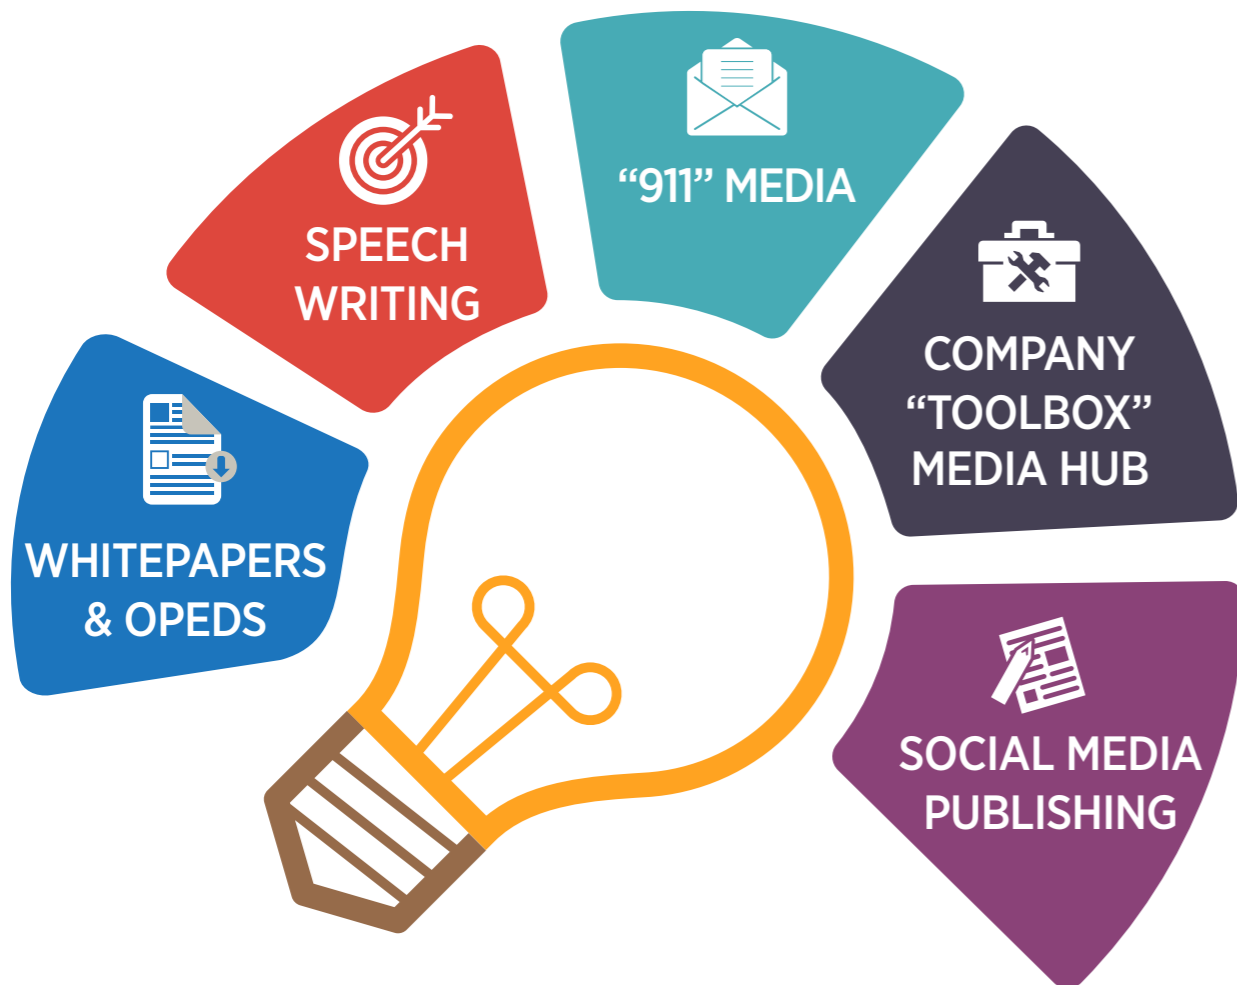 WHITEPAPERS
& OPEDS
SPEECH
WRITING
“911” MEDIA
COMPANY
“TOOLBOX”
MEDIA HUB
SOCIAL MEDIA
PUBLISHING